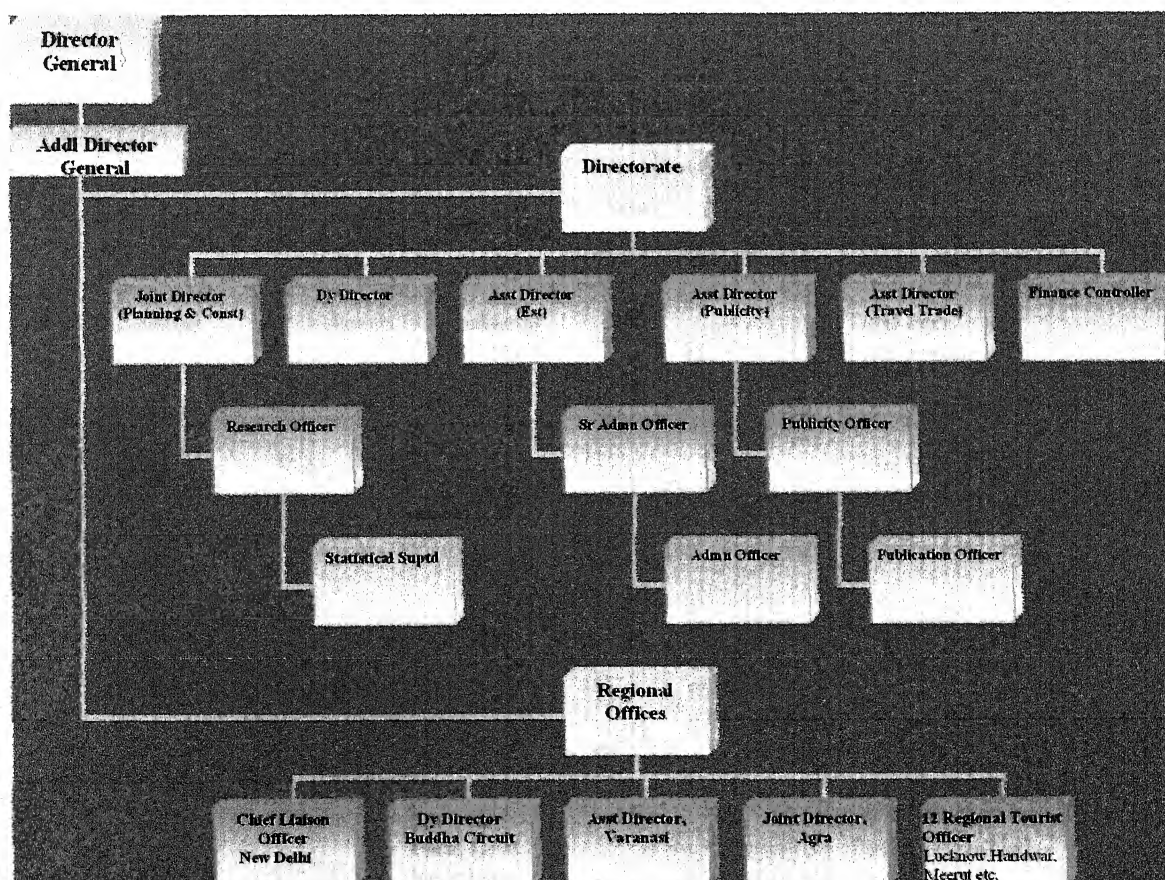 Director
General
Addl Director
General
Directorate
Joint Director
(Planning & Const)
Dy Director
Asst Director
(Est)
Asst Director
(Publicity)
Asst Director
(Travel Trade)
Finance Controller
Research Officer
Sr Admn Officer
Publicity Officer
Statistical Suptd
Admn Officer
Publication Officer
Regional
Offices
Chief Liaison
Officer
New Delhi
Dy Director
Buddha Circuit
Asst Director,
Varanasi
Joint Director,
Agra
12 Regional Tourist
Officer
Lucknow,Haridwar,
Meerut etc.